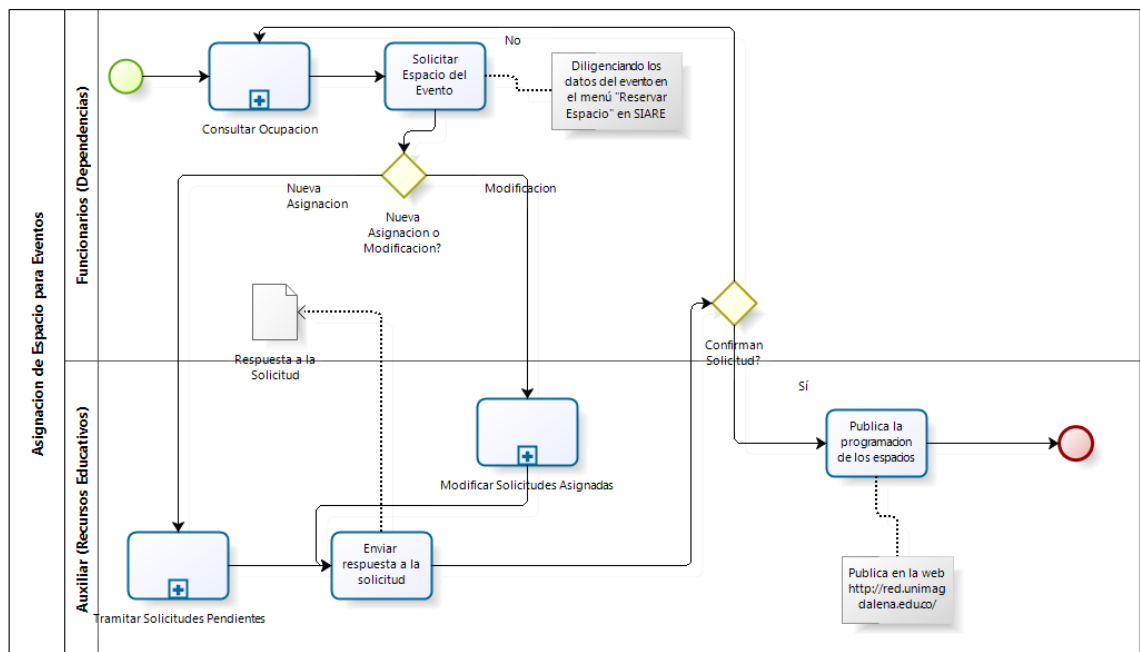 Asignacion de Espacio para Eventos
Funcionarios (Dependencias)
No
Solicitar
Espacio del
Evento
Diligenciando los
datos del evento en
el menú "Reservar
Espacio" en SIARE
Consultar Ocupacion
Nueva
Asignacion
Modificacion
Nueva
Asignacion o
Modificacion?
Confirman
Solicitud?
Respuesta a la
Solicitud
Auxiliar (Recursos Educativos)
Sí
Publica la
programacion
de los espacios
Modificar Solicitudes Asignadas
Enviar
respuesta a la
solicitud
Publica en la web
http://red.unimag
dalena.edu.co/
Tramitar Solicitudes Pendientes